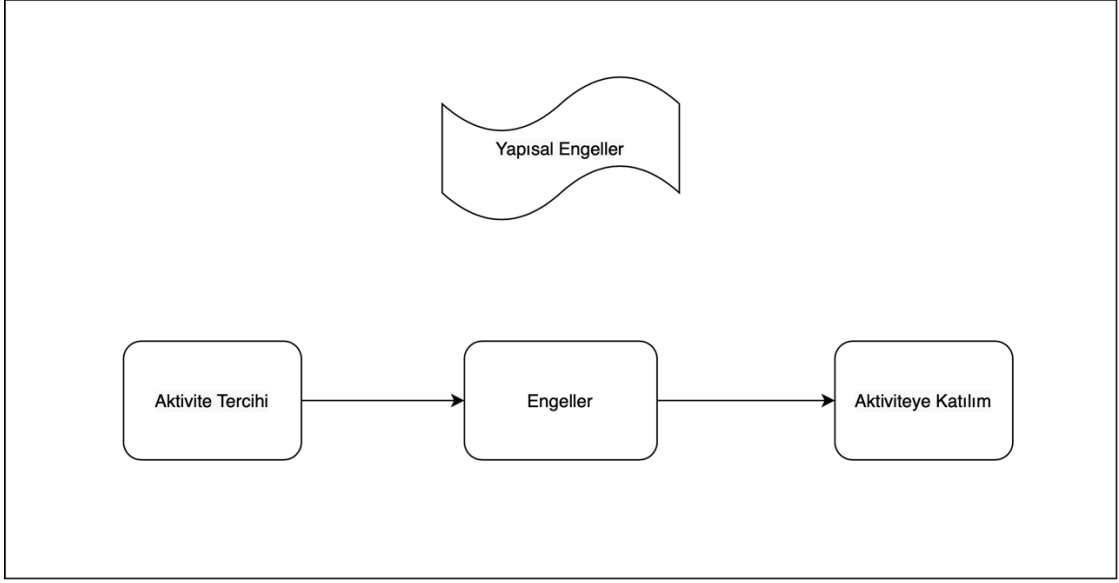 Yapısal Engeller
Aktivite Tercihi
Engeller
Aktiviteye Katılım